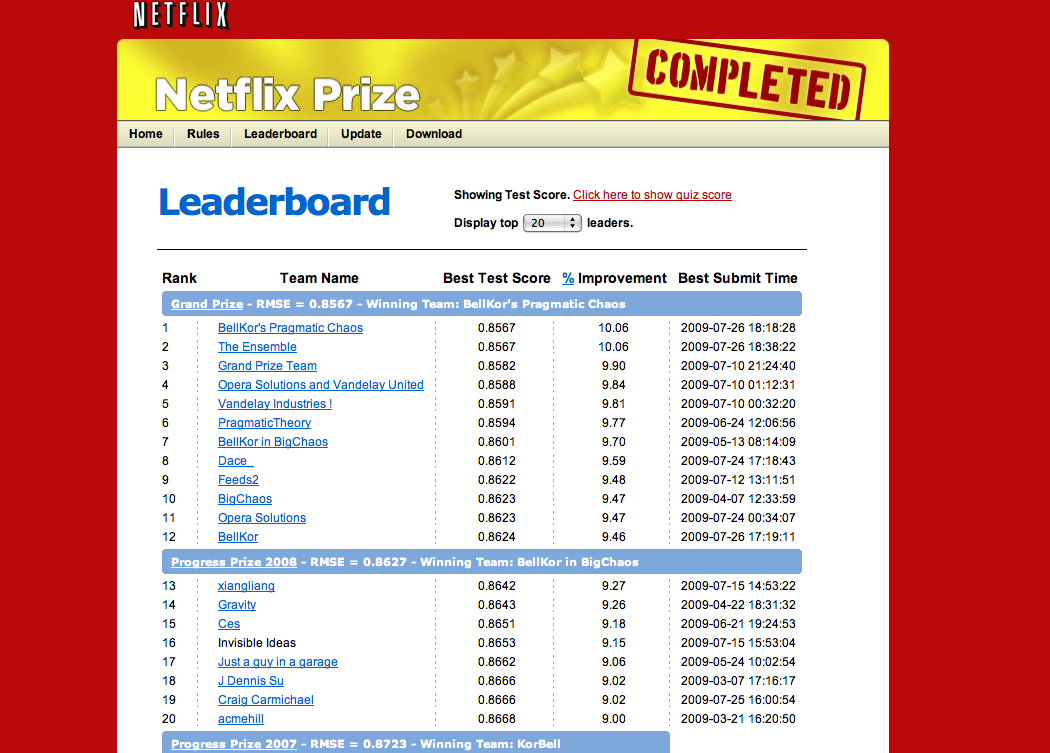 NETFLIX
Netflix Prize
COMPLETED
Home Rules Leaderboard Update Download
Leaderboard
Showing Test Score. Click here to show quiz score
Display top 20 leaders.
Rank Team Name Best Test Score % Improvement Best Submit Time
Grand Prize - RMSE = 0.8567 - Winning Team: BellKor's Pragmatic Chaos
1 BellKor's Pragmatic Chaos 0.8567 10.06 2009-07-26 18:18:28
2 The Ensemble 0.8567 10.06 2009-07-26 18:38:22
3 Grand Prize Team 0.8582 9.90 2009-07-10 21:24:40
4 Opera Solutions and Vandelay United 0.8588 9.84 2009-07-10 01:12:31
5 Vandelay Industries ! 0.8591 9.81 2009-07-10 00:32:20
6 PragmaticTheory 0.8594 9.77 2009-06-24 12:06:56
7 BellKor in BigChaos 0.8601 9.70 2009-05-13 08:14:09
8 Dace_ 0.8612 9.59 2009-07-24 17:18:43
9 Feeds2 0.8622 9.48 2009-07-12 13:11:51
10 BigChaos 0.8623 9.47 2009-04-07 12:33:59
11 Opera Solutions 0.8623 9.47 2009-07-24 00:34:07
12 BellKor 0.8624 9.46 2009-07-26 17:19:11
Progress Prize 2008 - RMSE = 0.8627 - Winning Team: BellKor in BigChaos
13 xiangliang 0.8642 9.27 2009-07-15 14:53:22
14 Gravity 0.8643 9.26 2009-04-22 18:31:32
15 Ces 0.8651 9.18 2009-06-21 19:24:53
16 Invisible Ideas 0.8653 9.15 2009-07-15 15:53:04
17 Just a guy in a garage 0.8662 9.06 2009-05-24 10:02:54
18 J Dennis Su 0.8666 9.02 2009-03-07 17:16:17
19 Craig Carmichael 0.8666 9.02 2009-07-25 16:00:54
20 acmehill 0.8668 9.00 2009-03-21 16:20:50
Progress Prize 2007 - RMSE = 0.8723 - Winning Team: KorBell